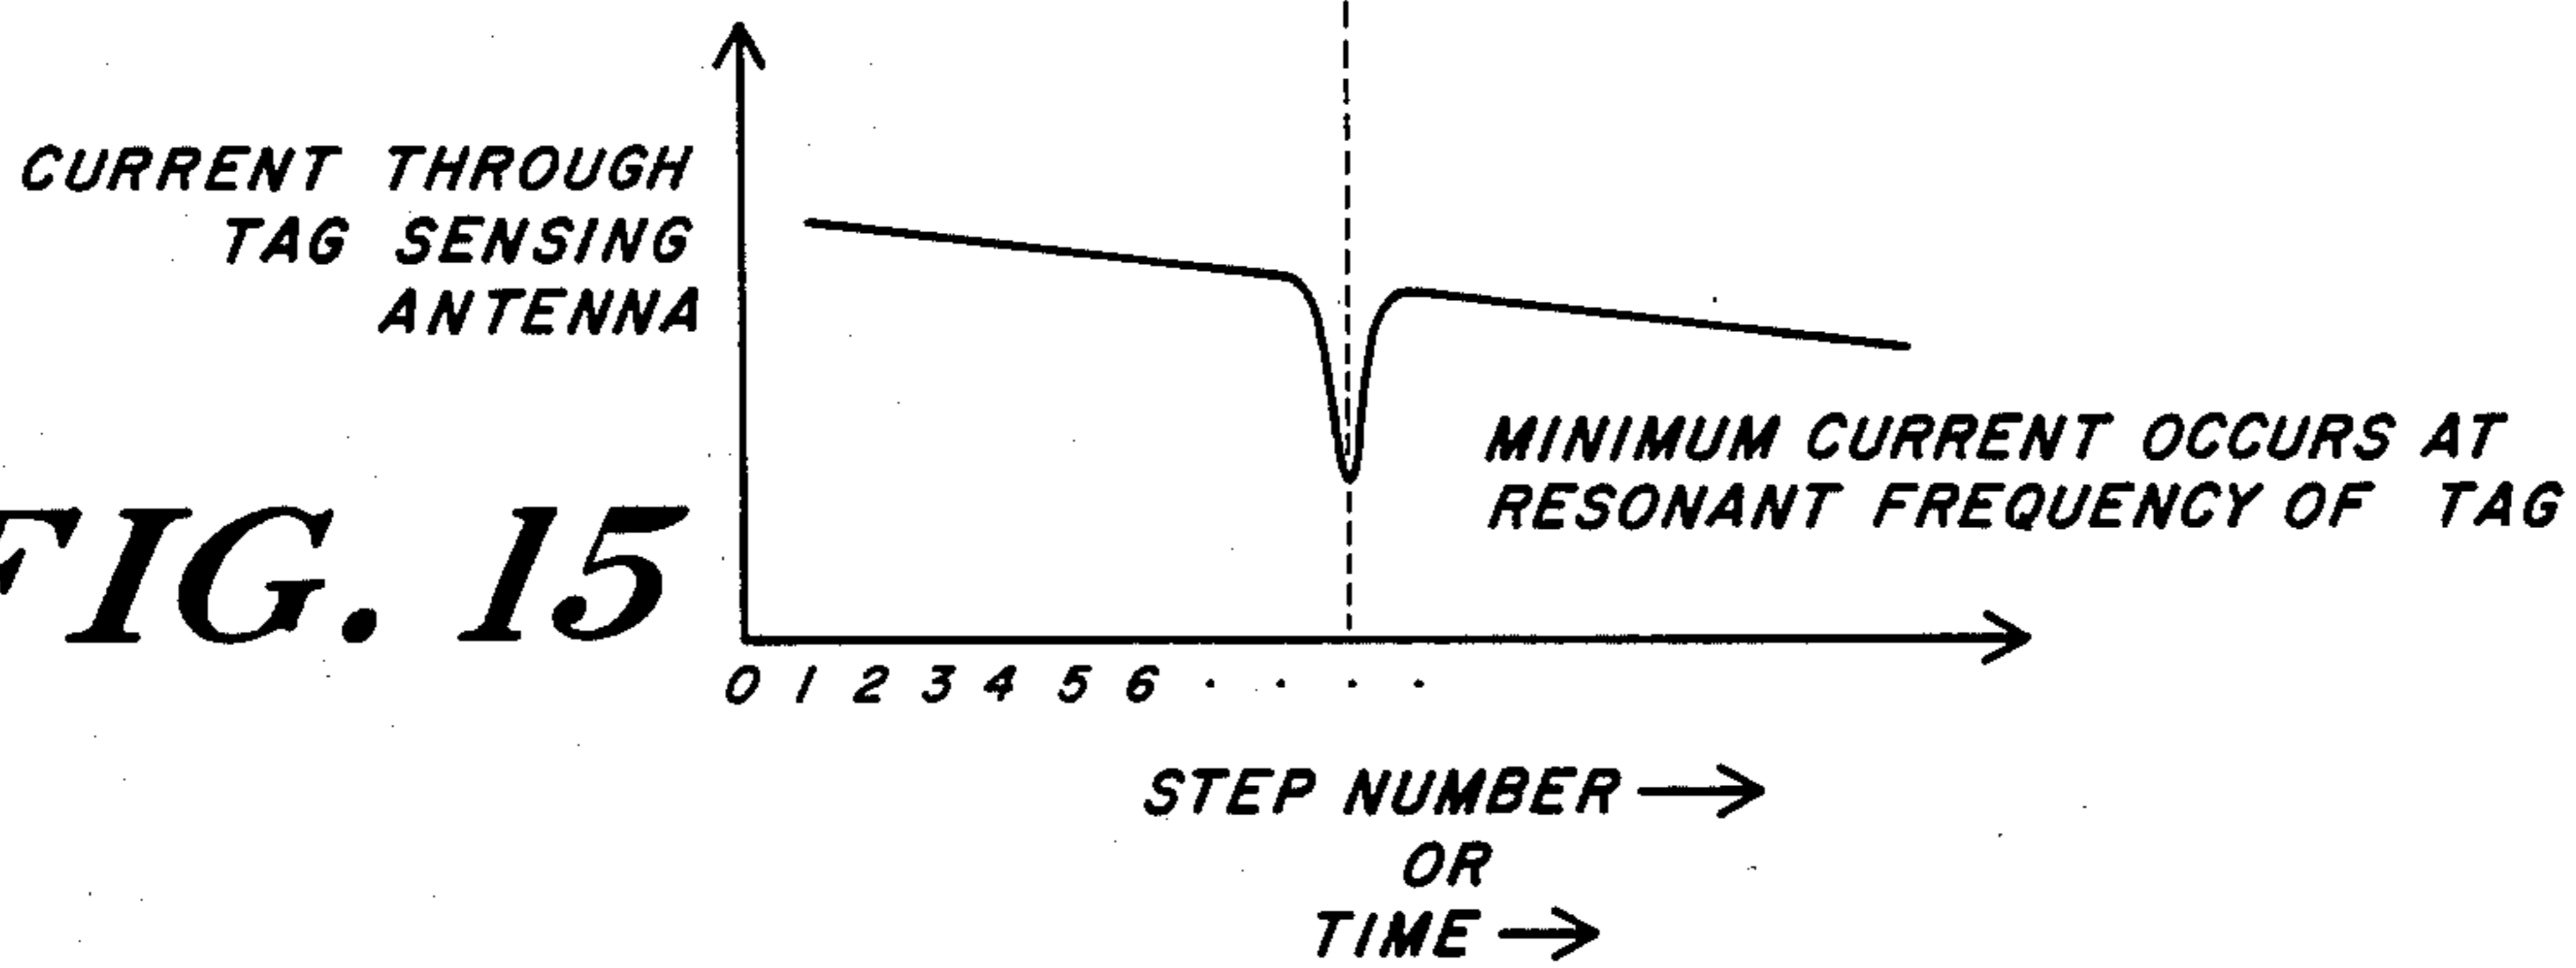 CURRENT THROUGH
TAG SENSING
ANTENNA
MINIMUM CURRENT OCCURS AT
RESONANT FREQUENCY OF TAG
FIG. 15
0 1 2 3 4 5 6 . . . .
STEP NUMBER →
OR
TIME →